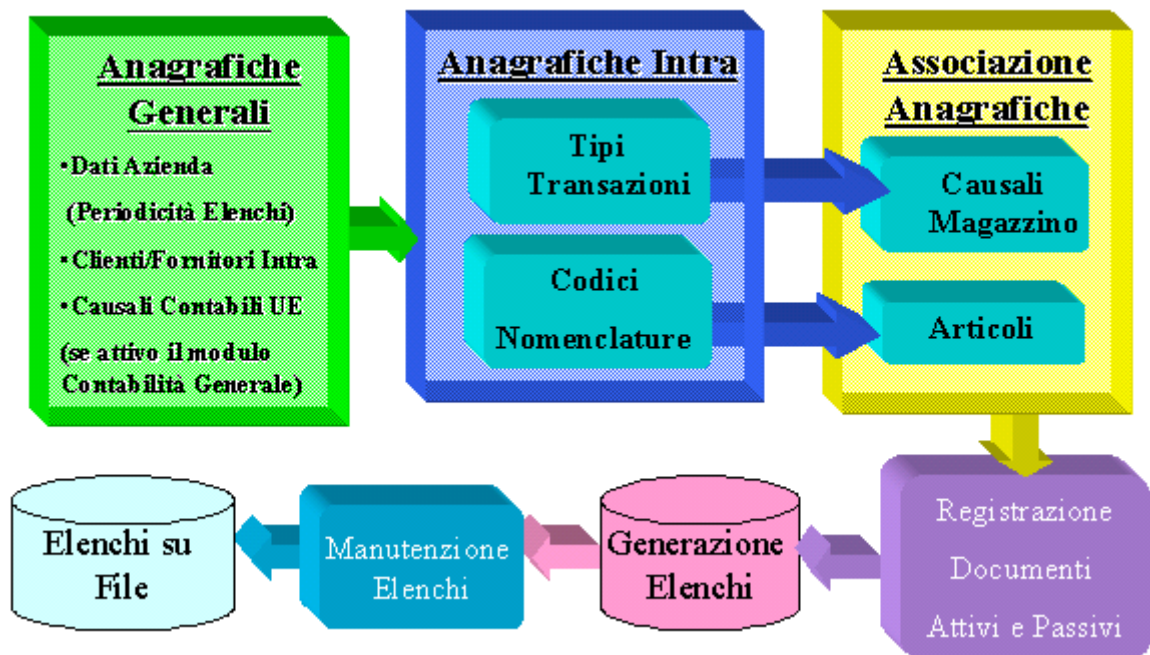 Anagrafiche
Generali
•Dati Azienda
(Periodicità Elenchi)
•Clienti/Fornitori Intra
•Causali Contabili UE
(se attivo il modulo
Contabilità Generale)
Anagrafiche Intra
Tipi
Transazioni
Codici
Nomenclature
Associazione
Anagrafiche
Causali
Magazzino
Articoli
Elenchi su
File
Manutenzione
Elenchi
Generazione
Elenchi
Registrazione
Documenti
Attivi e Passivi